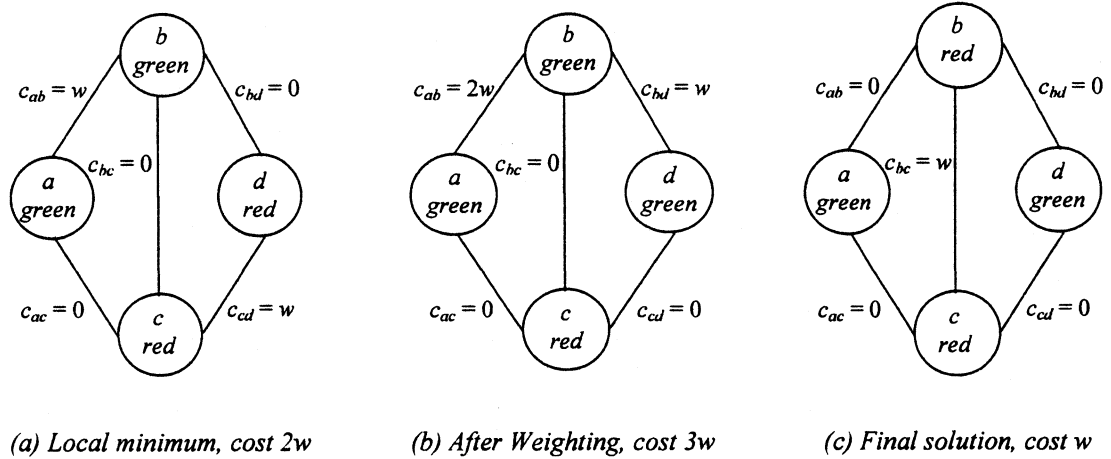 b
green
c_ab = w
c_bd = 0
c_bc = 0
a
green
d
red
c_ac = 0
c_cd = w
c
red
(a) Local minimum, cost 2w
b
green
c_ab = 2w
c_bd = w
c_bc = 0
a
green
d
green
c_ac = 0
c_cd = 0
c
red
(b) After Weighting, cost 3w
b
red
c_ab = 0
c_bd = 0
c_bc = w
a
green
d
green
c_ac = 0
c_cd = 0
c
red
(c) Final solution, cost w